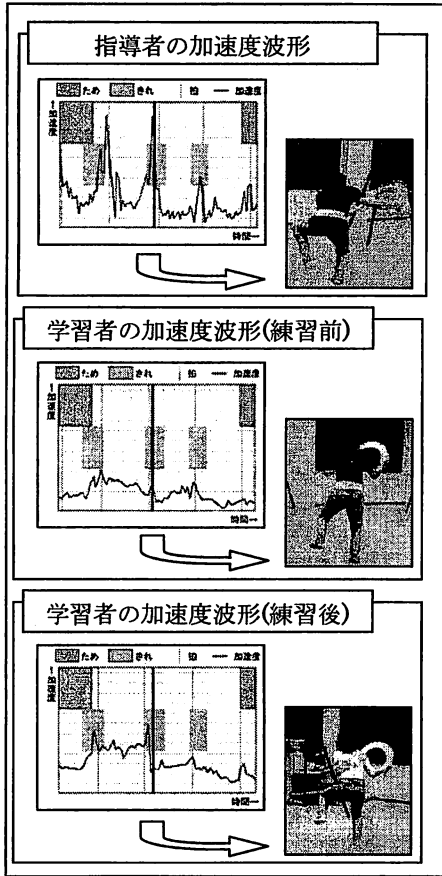 指導者の加速度波形
ため きれ 拍 加速度
↑加速度
時間→
学習者の加速度波形(練習前)
ため きれ 拍 加速度
↑加速度
時間→
学習者の加速度波形(練習後)
ため きれ 拍 加速度
↑加速度
時間→